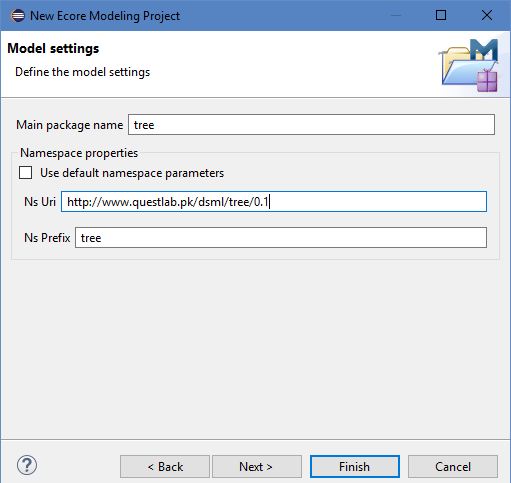 New Ecore Modeling Project
Model settings
Define the model settings
Main package name tree
Namespace properties
Use default namespace parameters
Ns Uri http://www.questlab.pk/dsml/tree/0.1
Ns Prefix tree
? < Back Next > Finish Cancel